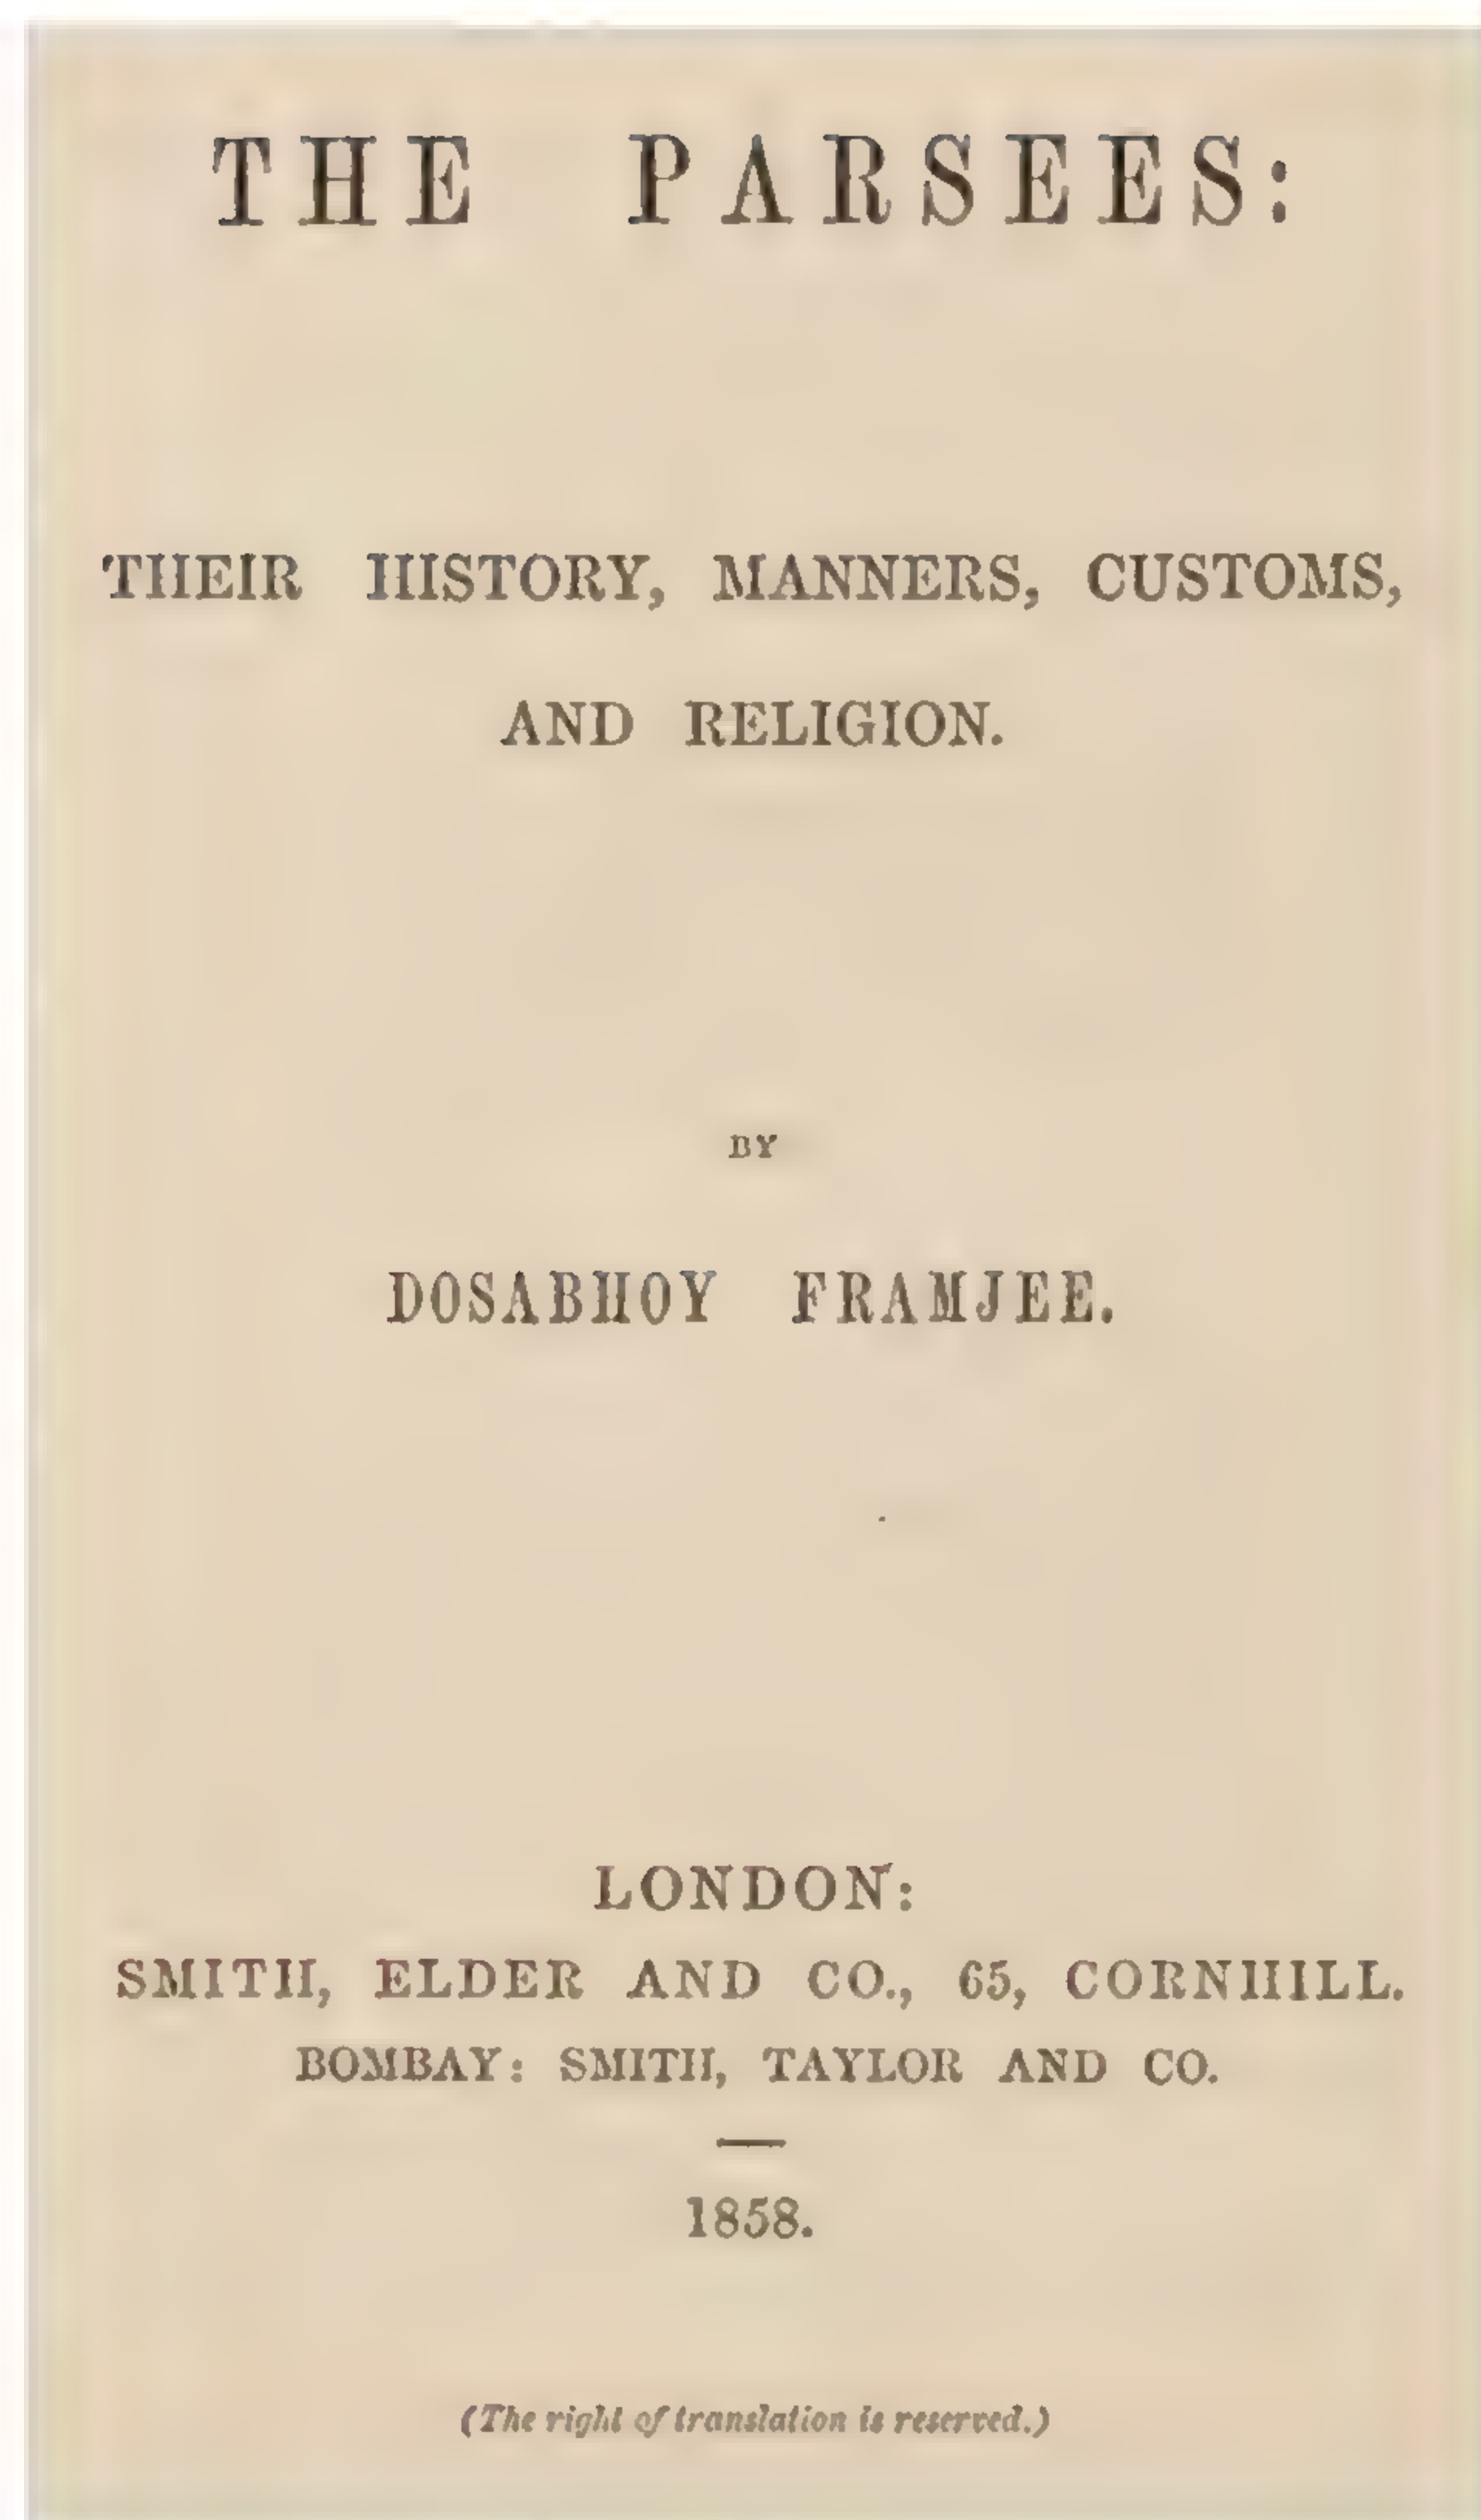 THE PARSEES:
THEIR HISTORY, MANNERS, CUSTOMS,
AND RELIGION.
BY
DOSABHOY FRAMJEE.
LONDON:
SMITH, ELDER AND CO., 65, CORNHILL.
BOMBAY: SMITH, TAYLOR AND CO.
1858.
(The right of translation is reserved.)